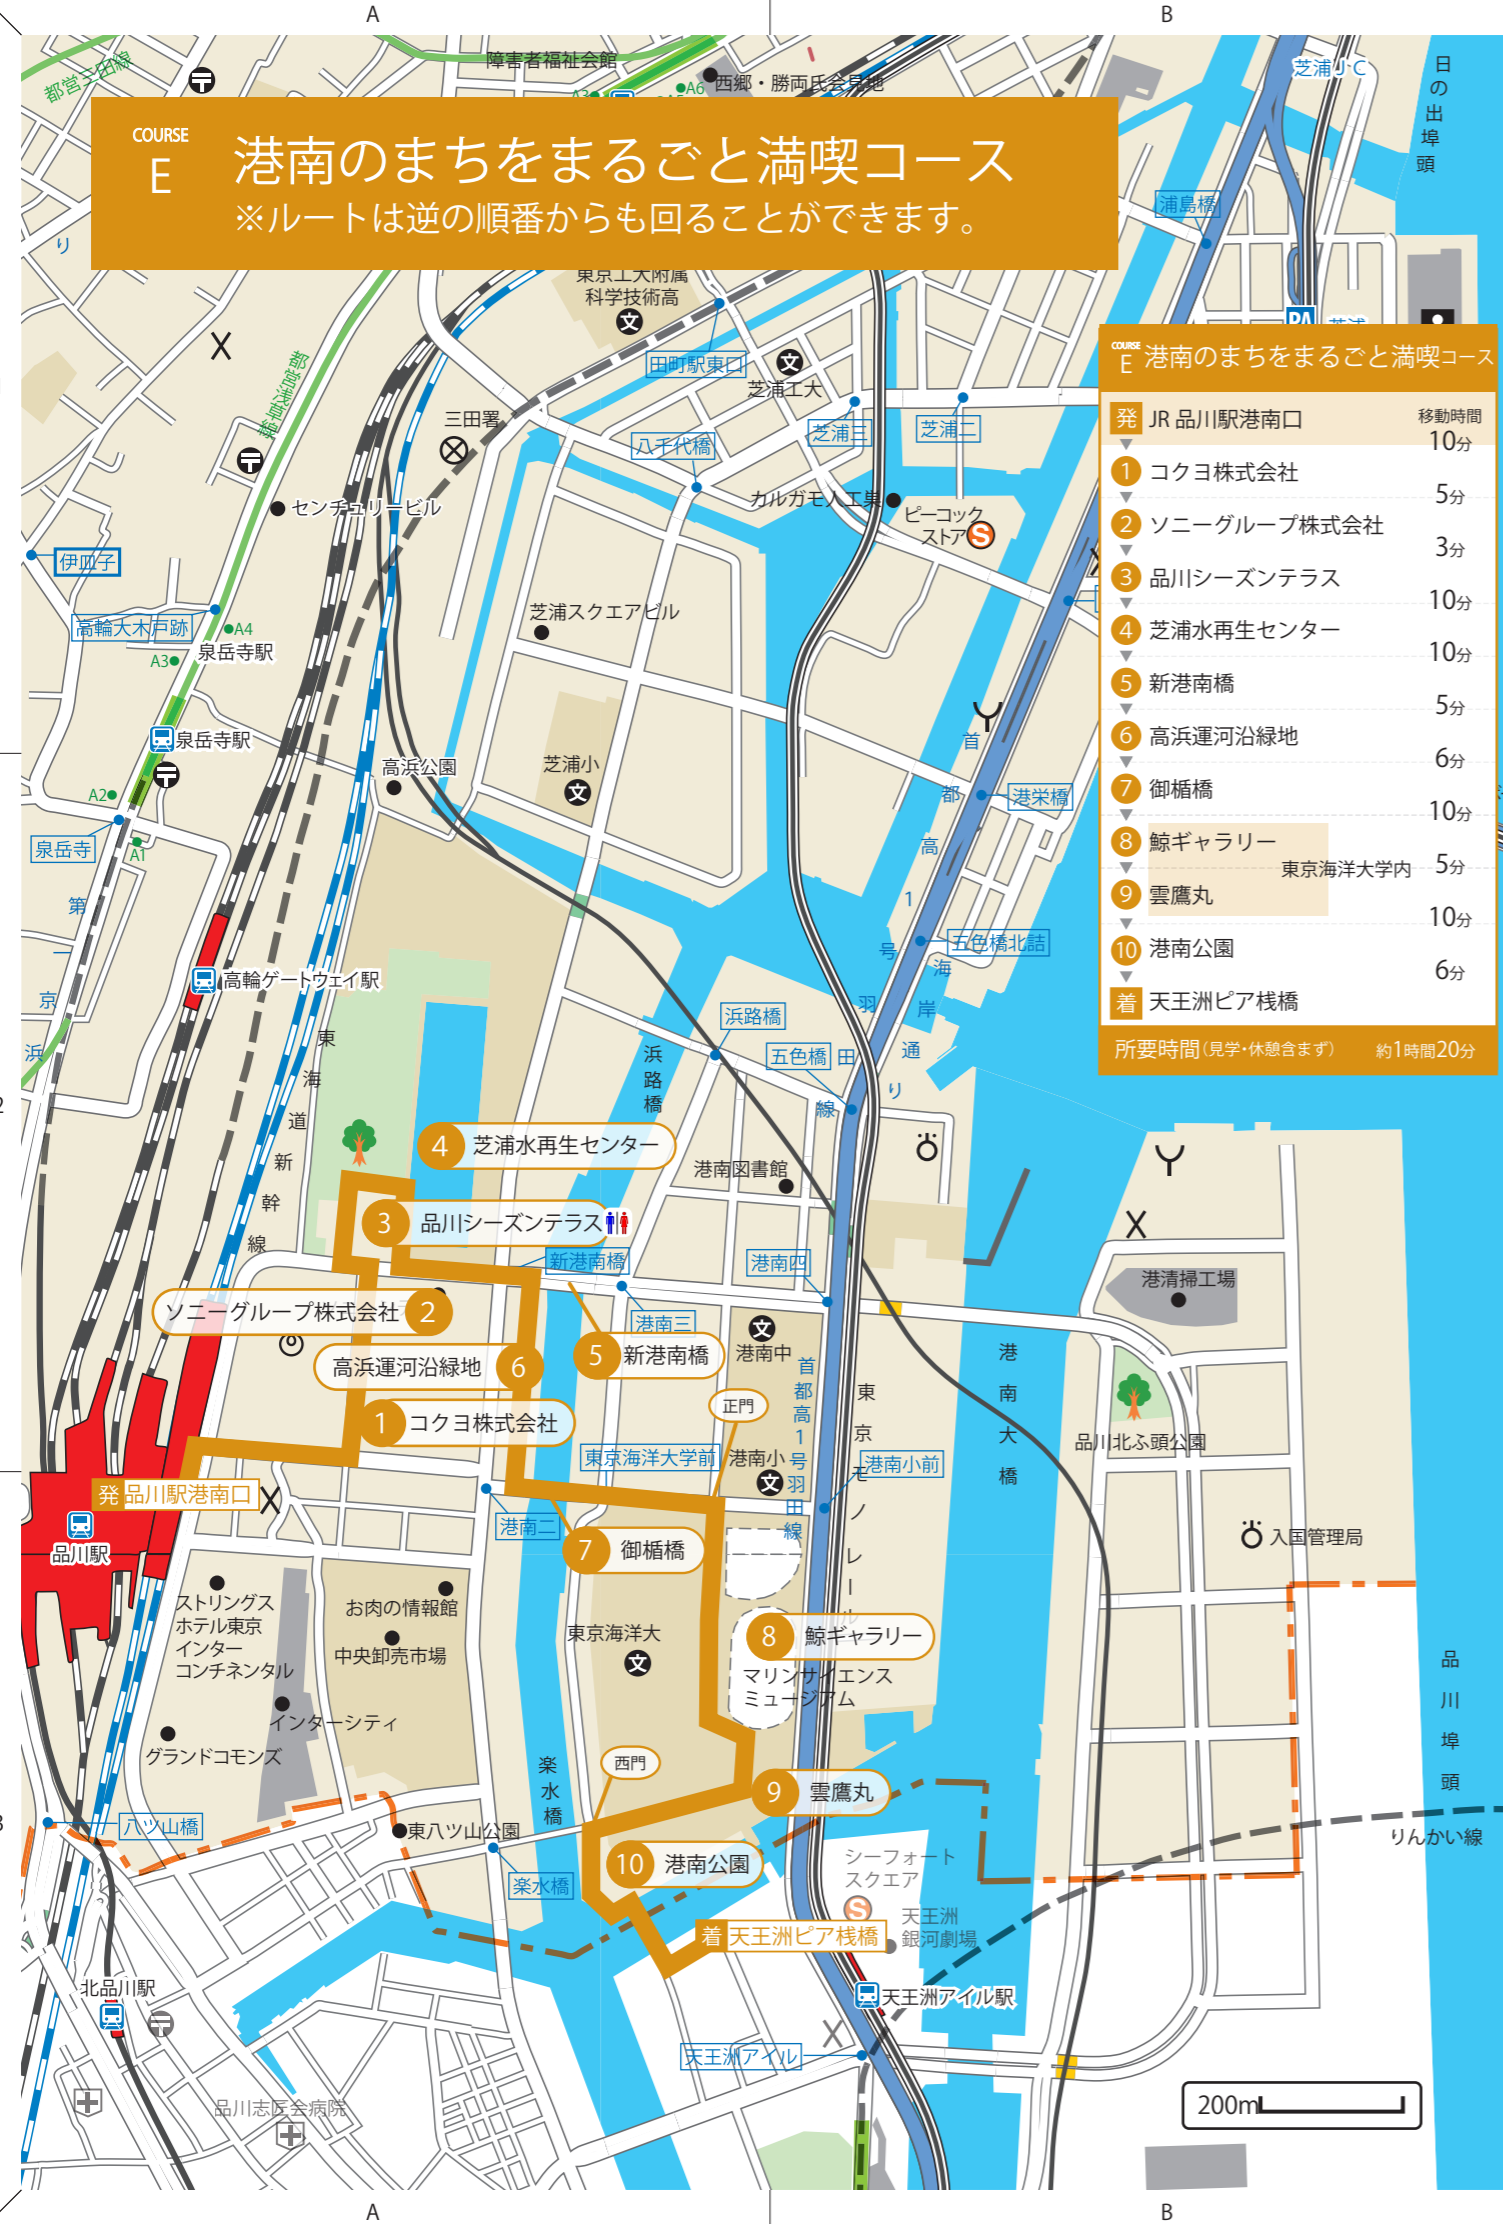 A
B
COURSE
E
港南のまちをまるごと満喫コース
※ルートは逆の順番からも回ることができます。
都営三田線
障害者福祉会館
A6
西郷・勝両氏会見地
芝浦JC
日の出埠頭
浦島橋
東京工大附属
科学技術高
田町駅東口
芝浦工大
芝浦三
芝浦二
PA
都営浅草線
三田署
八千代橋
カルガモ人工巣
ピーコック
ストア
S
センチュリービル
伊皿子
高輪大木戸跡
A4
A3
泉岳寺駅
芝浦スクエアビル
泉岳寺駅
高浜公園
芝浦小
文
A2
泉岳寺
A1
第一京浜
高輪ゲートウェイ駅
首都高1号羽田線
港栄橋
五色橋北詰
海岸通り
浜路橋
五色橋
浜路橋
東海道新幹線
COURSE
E
港南のまちをまるごと満喫コース
発 JR 品川駅港南口
移動時間
10分
1 コクヨ株式会社
5分
2 ソニーグループ株式会社
3分
3 品川シーズンテラス
10分
4 芝浦水再生センター
10分
5 新港南橋
5分
6 高浜運河沿緑地
6分
7 御楯橋
10分
8 鯨ギャラリー
東京海洋大学内
5分
9 雲鷹丸
10分
10 港南公園
6分
着 天王洲ピア桟橋
所要時間(見学・休憩含まず) 約1時間20分
4 芝浦水再生センター
港南図書館
3 品川シーズンテラス
新港南橋
港南四
港南三
ソニーグループ株式会社 2
5 新港南橋
文
港南中
高浜運河沿緑地 6
1 コクヨ株式会社
正門
首都高1号羽田線
東京モノレール
港南大橋
港清掃工場
品川北ふ頭公園
東京海洋大学前
港南小
文
港南小前
発 品川駅港南口
品川駅
港南二
7 御楯橋
入国管理局
ストリングス
ホテル東京
インター
コンチネンタル
お肉の情報館
中央卸売市場
東京海洋大
文
8 鯨ギャラリー
マリンサイエンス
ミュージアム
インターシティ
グランドコモンズ
楽水橋
西門
9 雲鷹丸
品川埠頭
八ツ山橋
東八ツ山公園
楽水橋
10 港南公園
シーフォート
スクエア
S
りんかい線
着 天王洲ピア桟橋
天王洲
銀河劇場
天王洲アイル駅
北品川駅
天王洲アイル
品川志匠会病院
200m
A
B